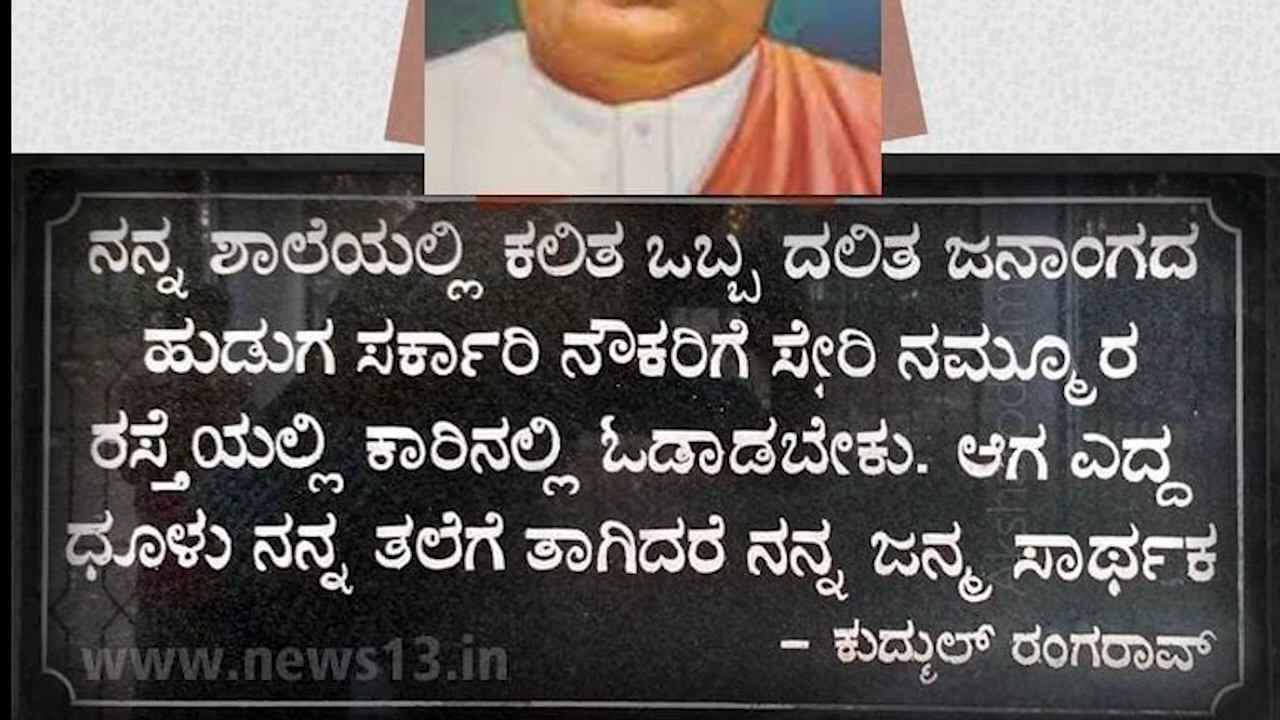 ನನ್ನ ಶಾಲೆಯಲ್ಲಿ ಕಲಿತ ಒಬ್ಬ ದಲಿತ ಜನಾಂಗದ
ಹುಡುಗ ಸರ್ಕಾರಿ ನೌಕರಿಗೆ ಸೇರಿ ನಮ್ಮೂರ
ರಸ್ತೆಯಲ್ಲಿ ಕಾರಿನಲ್ಲಿ ಓಡಾಡಬೇಕು. ಆಗ ಎದ್ದ
ಧೂಳು ನನ್ನ ತಲೆಗೆ ತಾಗಿದರೆ ನನ್ನ ಜನ್ಮ ಸಾರ್ಥಕ
– ಕುದ್ಮುಲ್ ರಂಗರಾವ್
www.news13.in